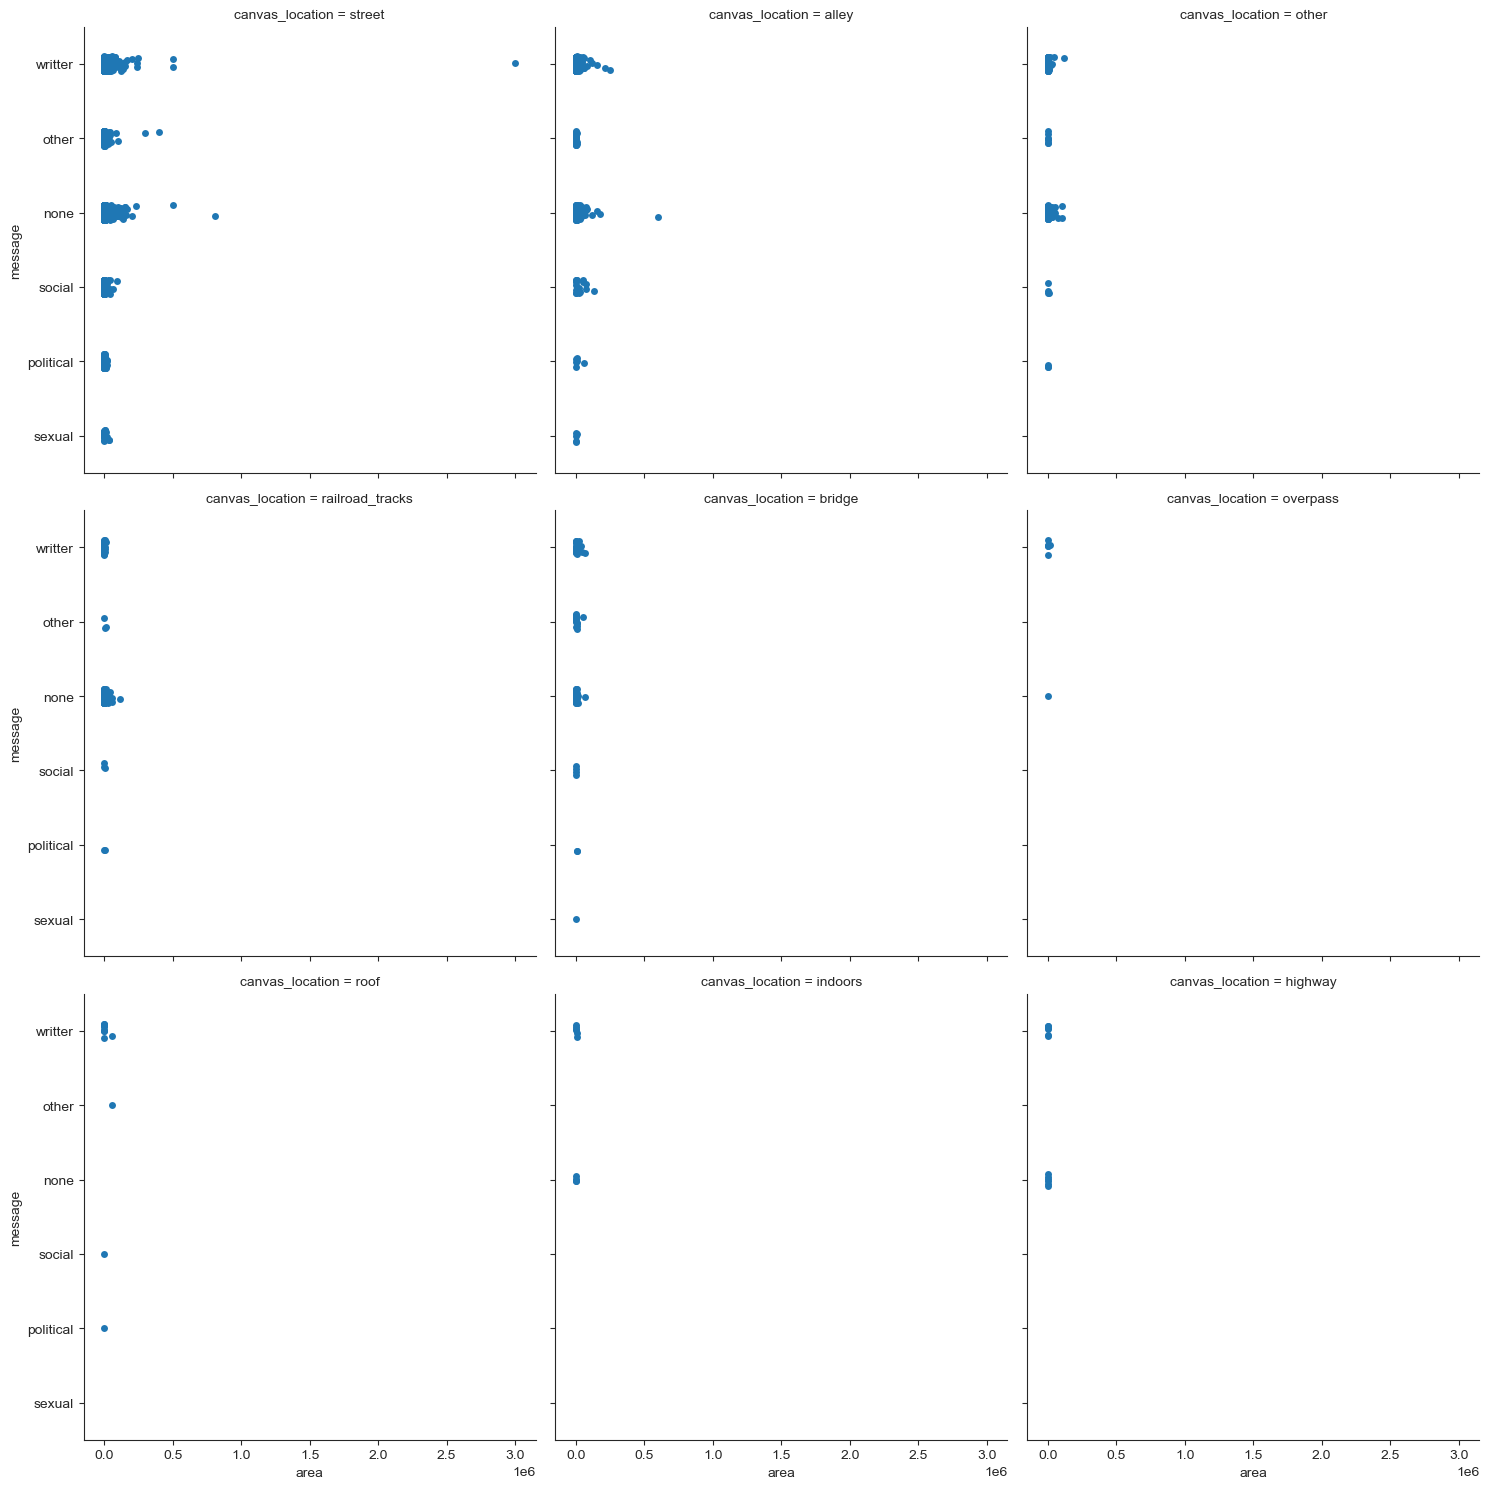 canvas_location = street
canvas_location = alley
canvas_location = other
message
writter
other
none
social
political
sexual
canvas_location = railroad_tracks
canvas_location = bridge
canvas_location = overpass
message
writter
other
none
social
political
sexual
canvas_location = roof
canvas_location = indoors
canvas_location = highway
message
writter
other
none
social
political
sexual
0.0 0.5 1.0 1.5 2.0 2.5 3.0
area
1e6
0.0 0.5 1.0 1.5 2.0 2.5 3.0
area
1e6
0.0 0.5 1.0 1.5 2.0 2.5 3.0
area
1e6